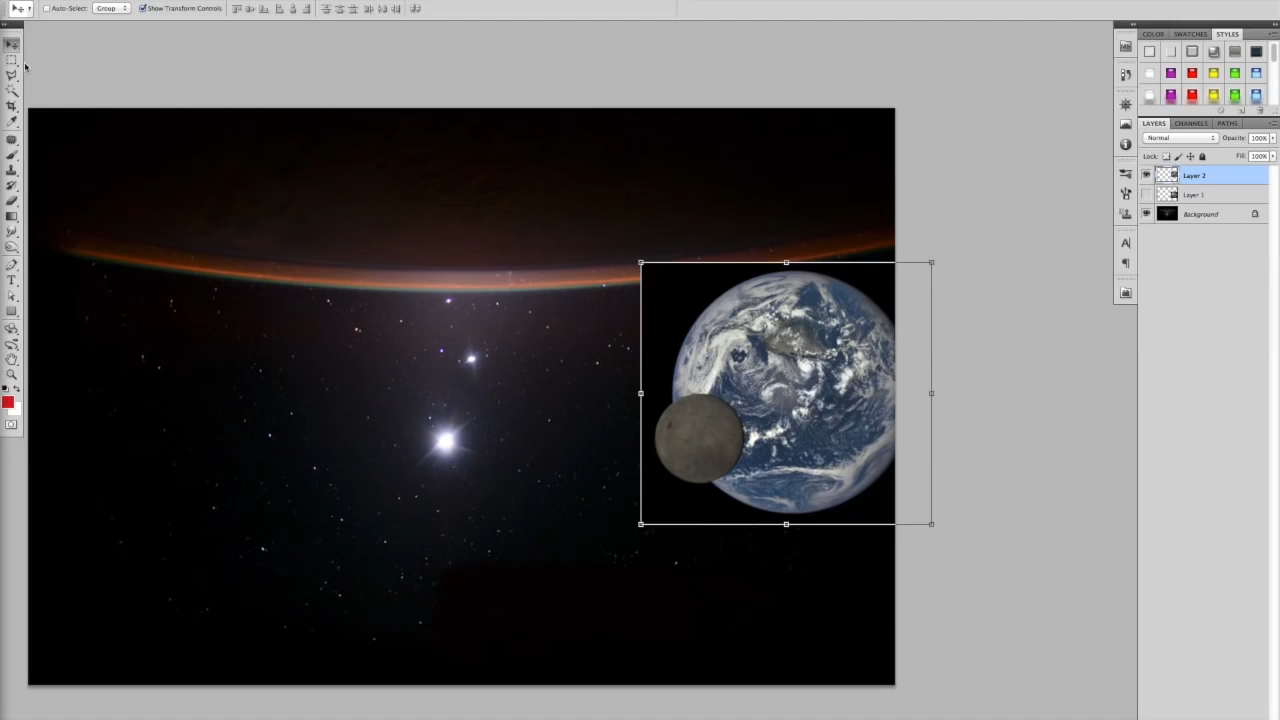 Auto-Select: Group Show Transform Controls
COLOR SWATCHES STYLES
LAYERS CHANNELS PATHS
Normal Opacity: 100%
Lock: Fill: 100%
Layer 2
Layer 1
Background